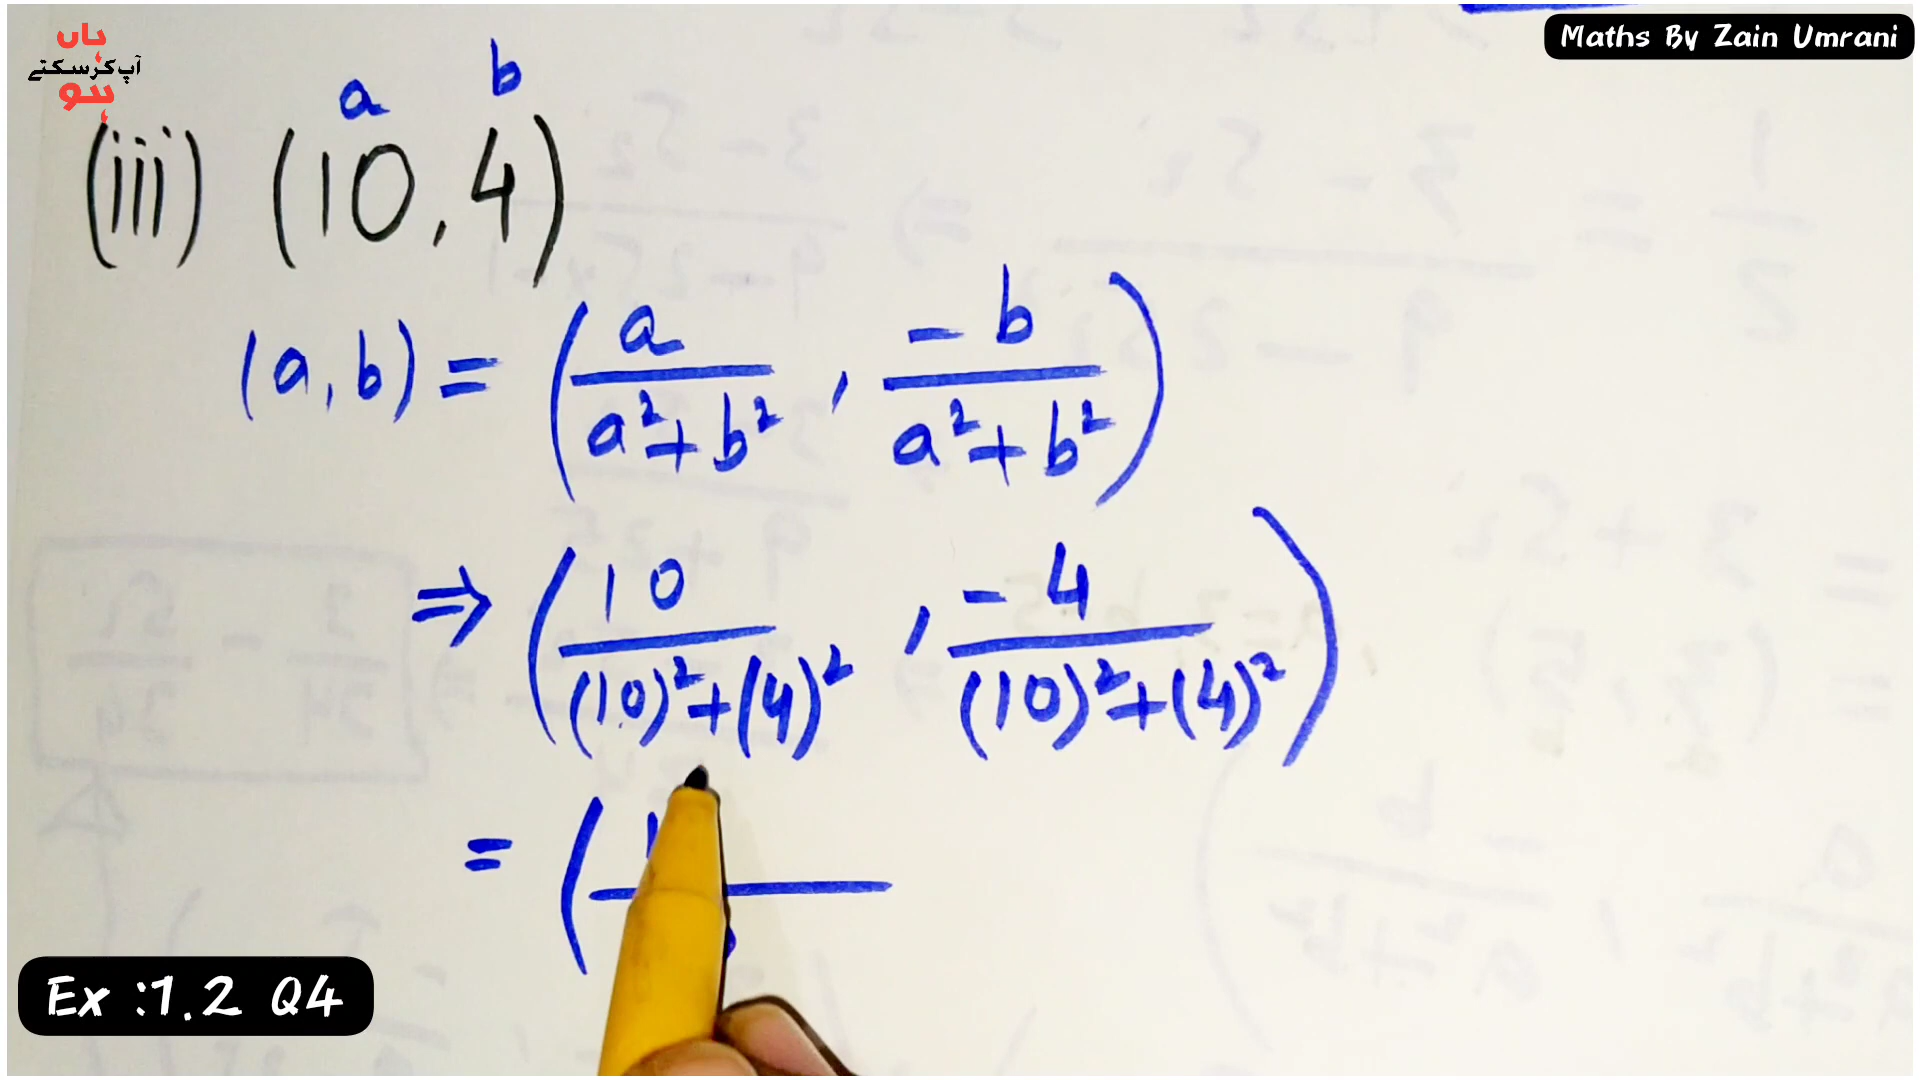 ہاں
آپ کر سکتے
ہو
Maths By Zain Umrani
a b
(iii) (10, 4)
(a, b) = (a/(a²+b²), -b/(a²+b²))
⇒ (10/((10)²+(4)²), -4/((10)²+(4)²))
= (
Ex :1.2 Q4